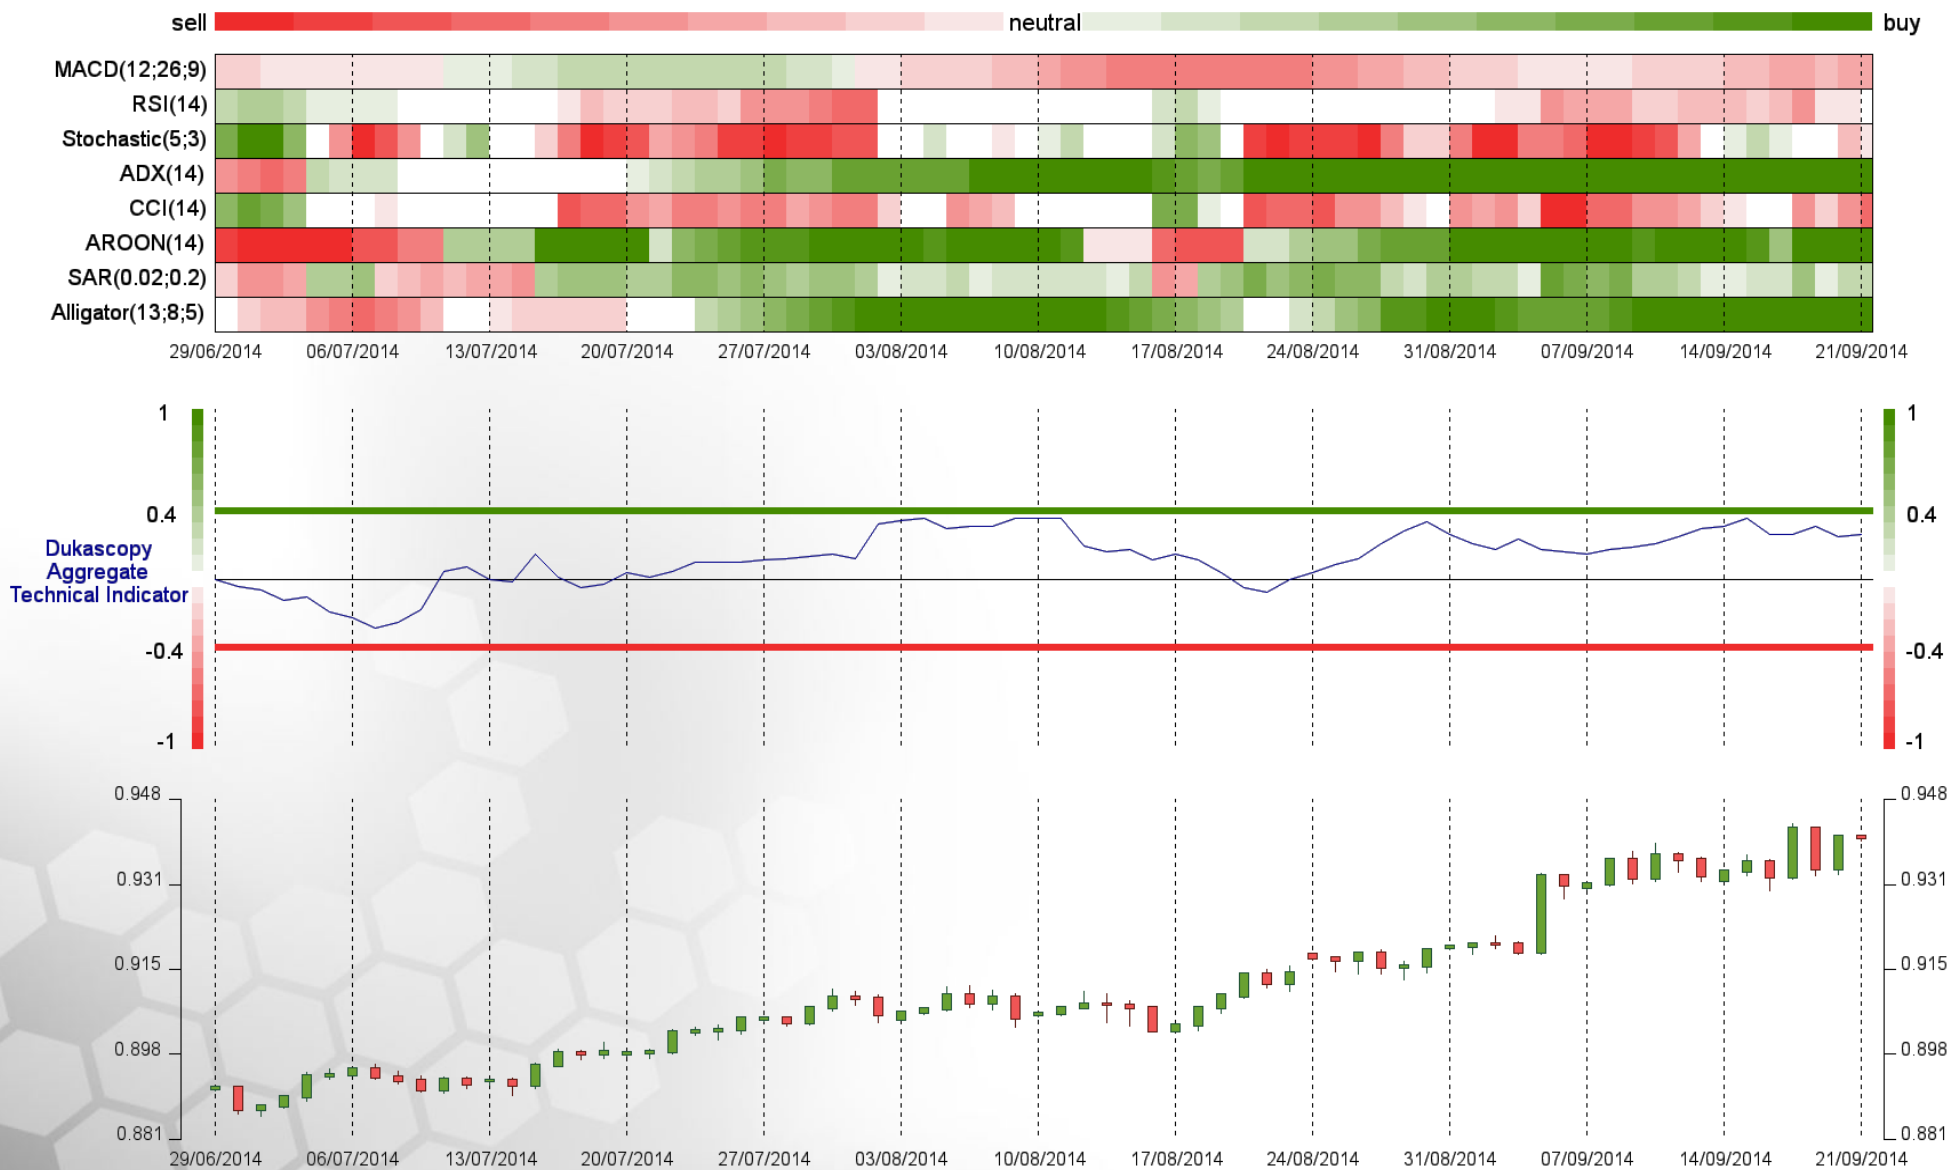 sell neutral buy
MACD(12;26;9)
RSI(14)
Stochastic(5;3)
ADX(14)
CCI(14)
AROON(14)
SAR(0.02;0.2)
Alligator(13;8;5)
29/06/2014 06/07/2014 13/07/2014 20/07/2014 27/07/2014 03/08/2014 10/08/2014 17/08/2014 24/08/2014 31/08/2014 07/09/2014 14/09/2014 21/09/2014
1 1
0.4 0.4
Dukascopy
Aggregate
Technical Indicator
-0.4 -0.4
-1 -1
0.948 0.948
0.931 0.931
0.915 0.915
0.898 0.898
0.881 0.881
29/06/2014 06/07/2014 13/07/2014 20/07/2014 27/07/2014 03/08/2014 10/08/2014 17/08/2014 24/08/2014 31/08/2014 07/09/2014 14/09/2014 21/09/2014